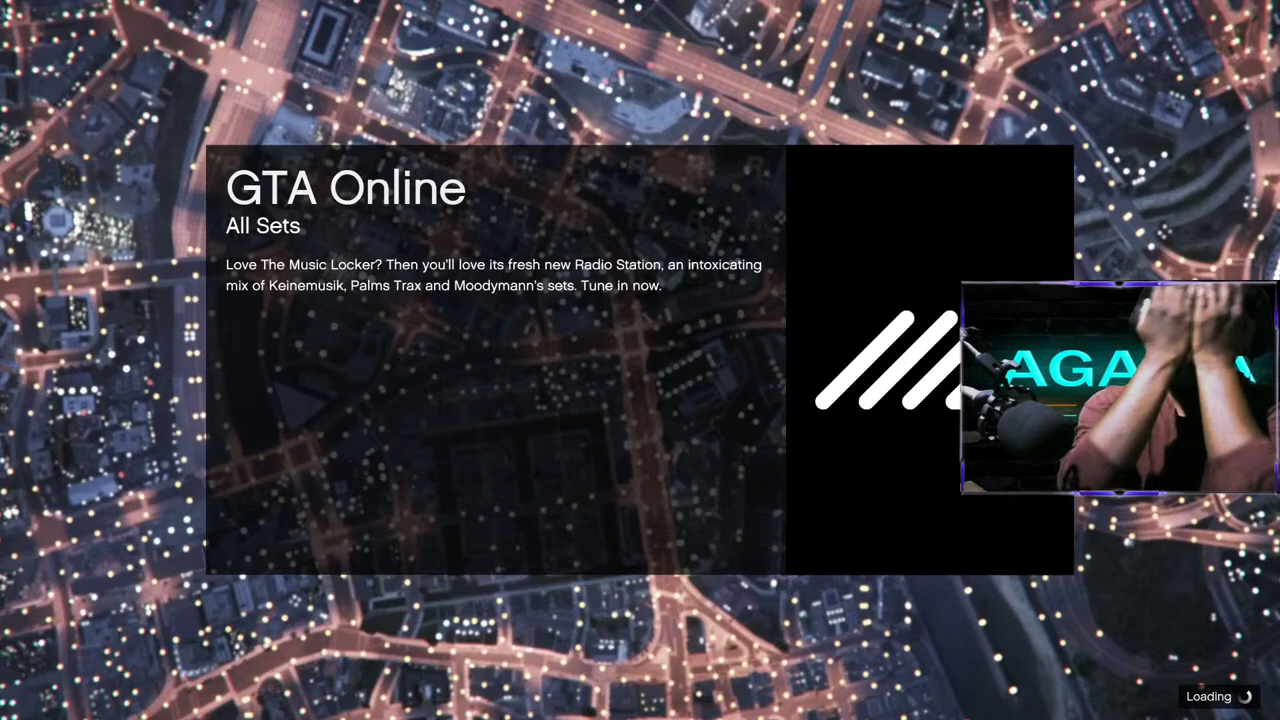 GTA Online
All Sets
Love The Music Locker? Then you'll love its fresh new Radio Station, an intoxicating
mix of Keinemusik, Palms Trax and Moodymann's sets. Tune in now.
Loading